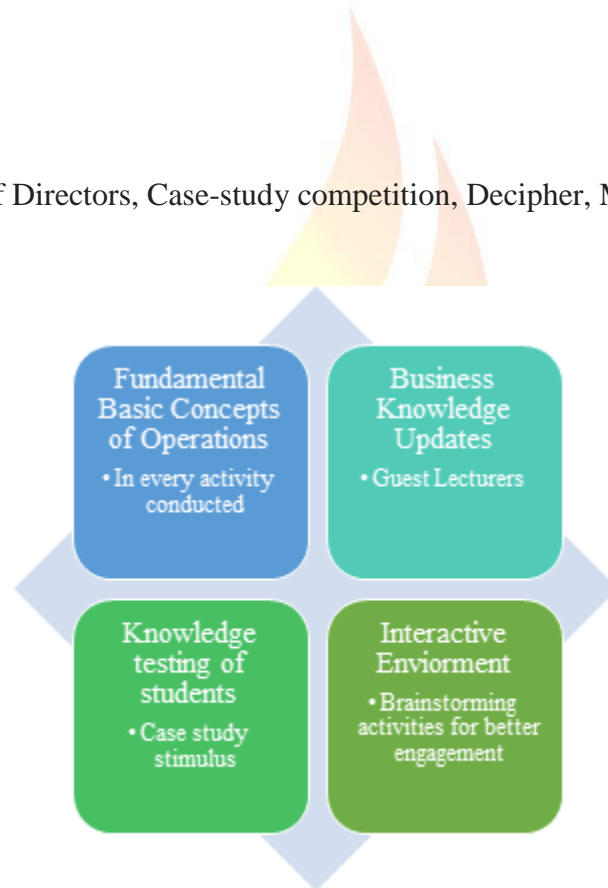 f Directors, Case-study competition, Decipher, M
Fundamental
Basic Concepts
of Operations
• In every activity
conducted
Business
Knowledge
Updates
• Guest Lecturers
Knowledge
testing of
students
• Case study
stimulus
Interactive
Enviorment
• Brainstorming
activities for better
engagement